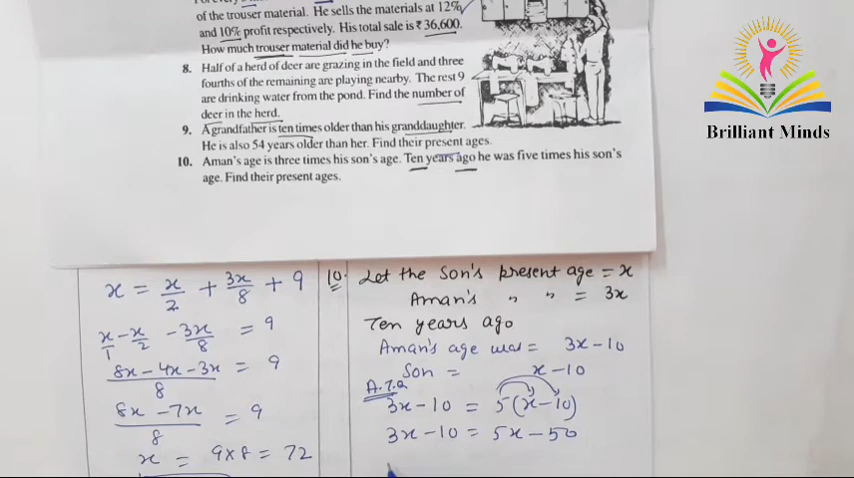 of the trouser material. He sells the materials at 12%
and 10% profit respectively. His total sale is ₹ 36,600.
How much trouser material did he buy?
8. Half of a herd of deer are grazing in the field and three
fourths of the remaining are playing nearby. The rest 9
are drinking water from the pond. Find the number of
deer in the herd.
9. A grandfather is ten times older than his granddaughter.
He is also 54 years older than her. Find their present ages.
10. Aman's age is three times his son's age. Ten years ago he was five times his son's
age. Find their present ages.
Brilliant Minds
x = x/2 + 3x/8 + 9
x/1 - x/2 - 3x/8 = 9
8x - 4x - 3x / 8 = 9
8x - 7x / 8 = 9
x = 9x8 = 72
10. Let the Son's present age = x
Aman's " " = 3x
Ten years ago
Aman's age was = 3x - 10
Son = x - 10
A.T.Q
3x - 10 = 5(x - 10)
3x - 10 = 5x - 50